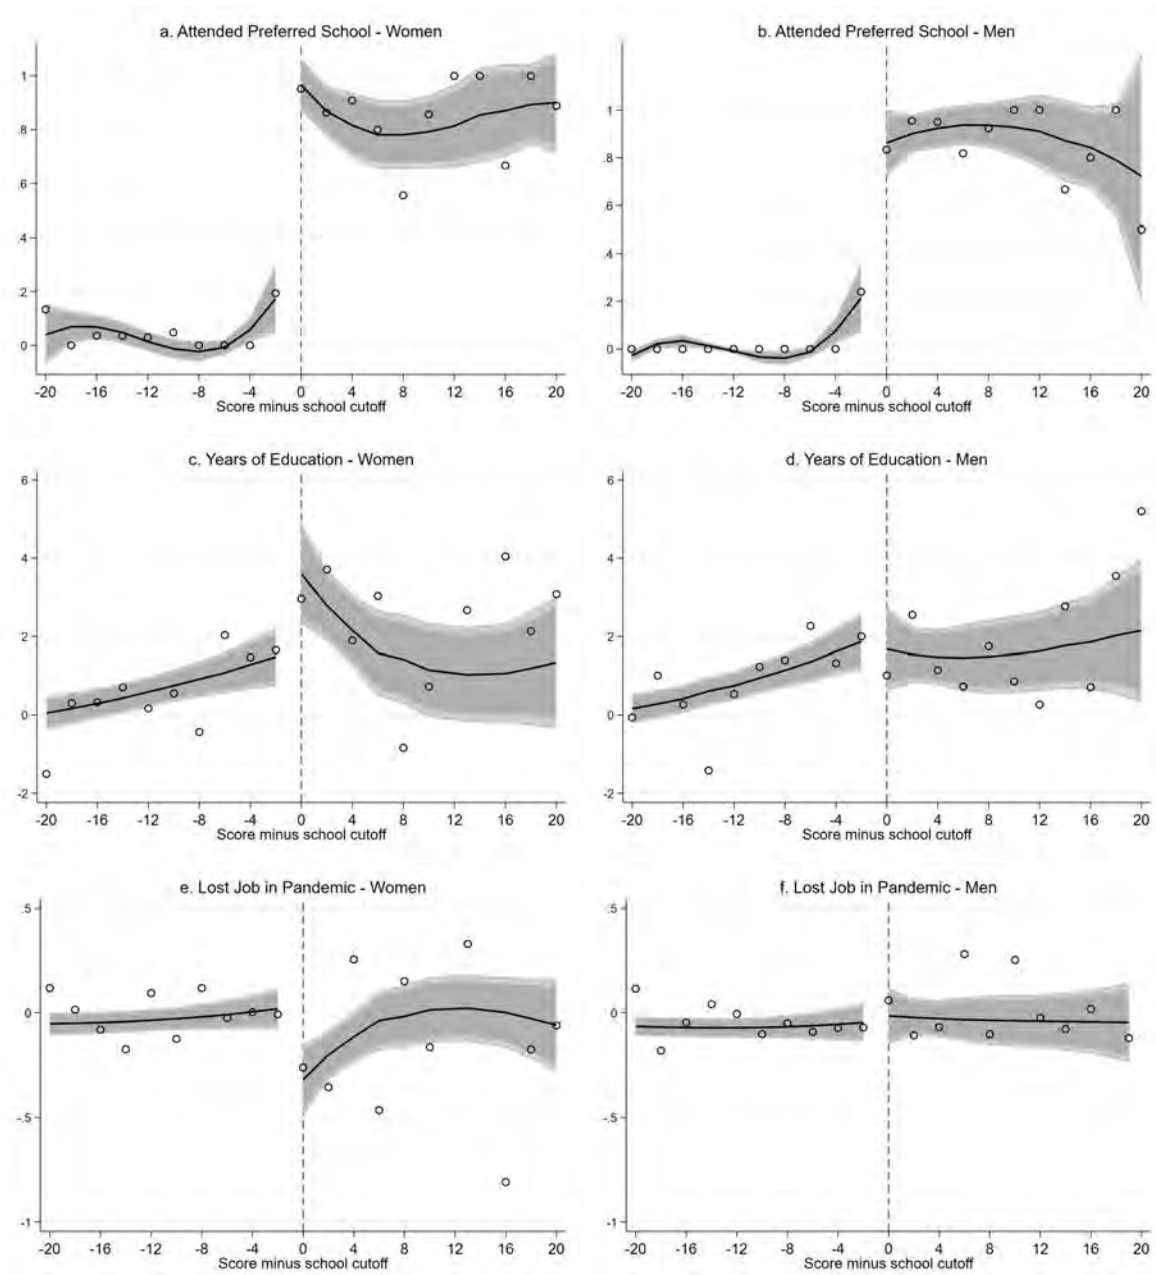 a. Attended Preferred School - Women
1
.8
.6
.4
.2
0
-20 -16 -12 -8 -4 0 4 8 12 16 20
Score minus school cutoff
b. Attended Preferred School - Men
1
.8
.6
.4
.2
0
-20 -16 -12 -8 -4 0 4 8 12 16 20
Score minus school cutoff
c. Years of Education - Women
6
4
2
0
-2
-20 -16 -12 -8 -4 0 4 8 12 16 20
Score minus school cutoff
d. Years of Education - Men
6
4
2
0
-2
-20 -16 -12 -8 -4 0 4 8 12 16 20
Score minus school cutoff
e. Lost Job in Pandemic - Women
.5
0
-.5
-1
-20 -16 -12 -8 -4 0 4 8 12 16 20
Score minus school cutoff
f. Lost Job in Pandemic - Men
.5
0
-.5
-1
-20 -16 -12 -8 -4 0 4 8 12 16 20
Score minus school cutoff